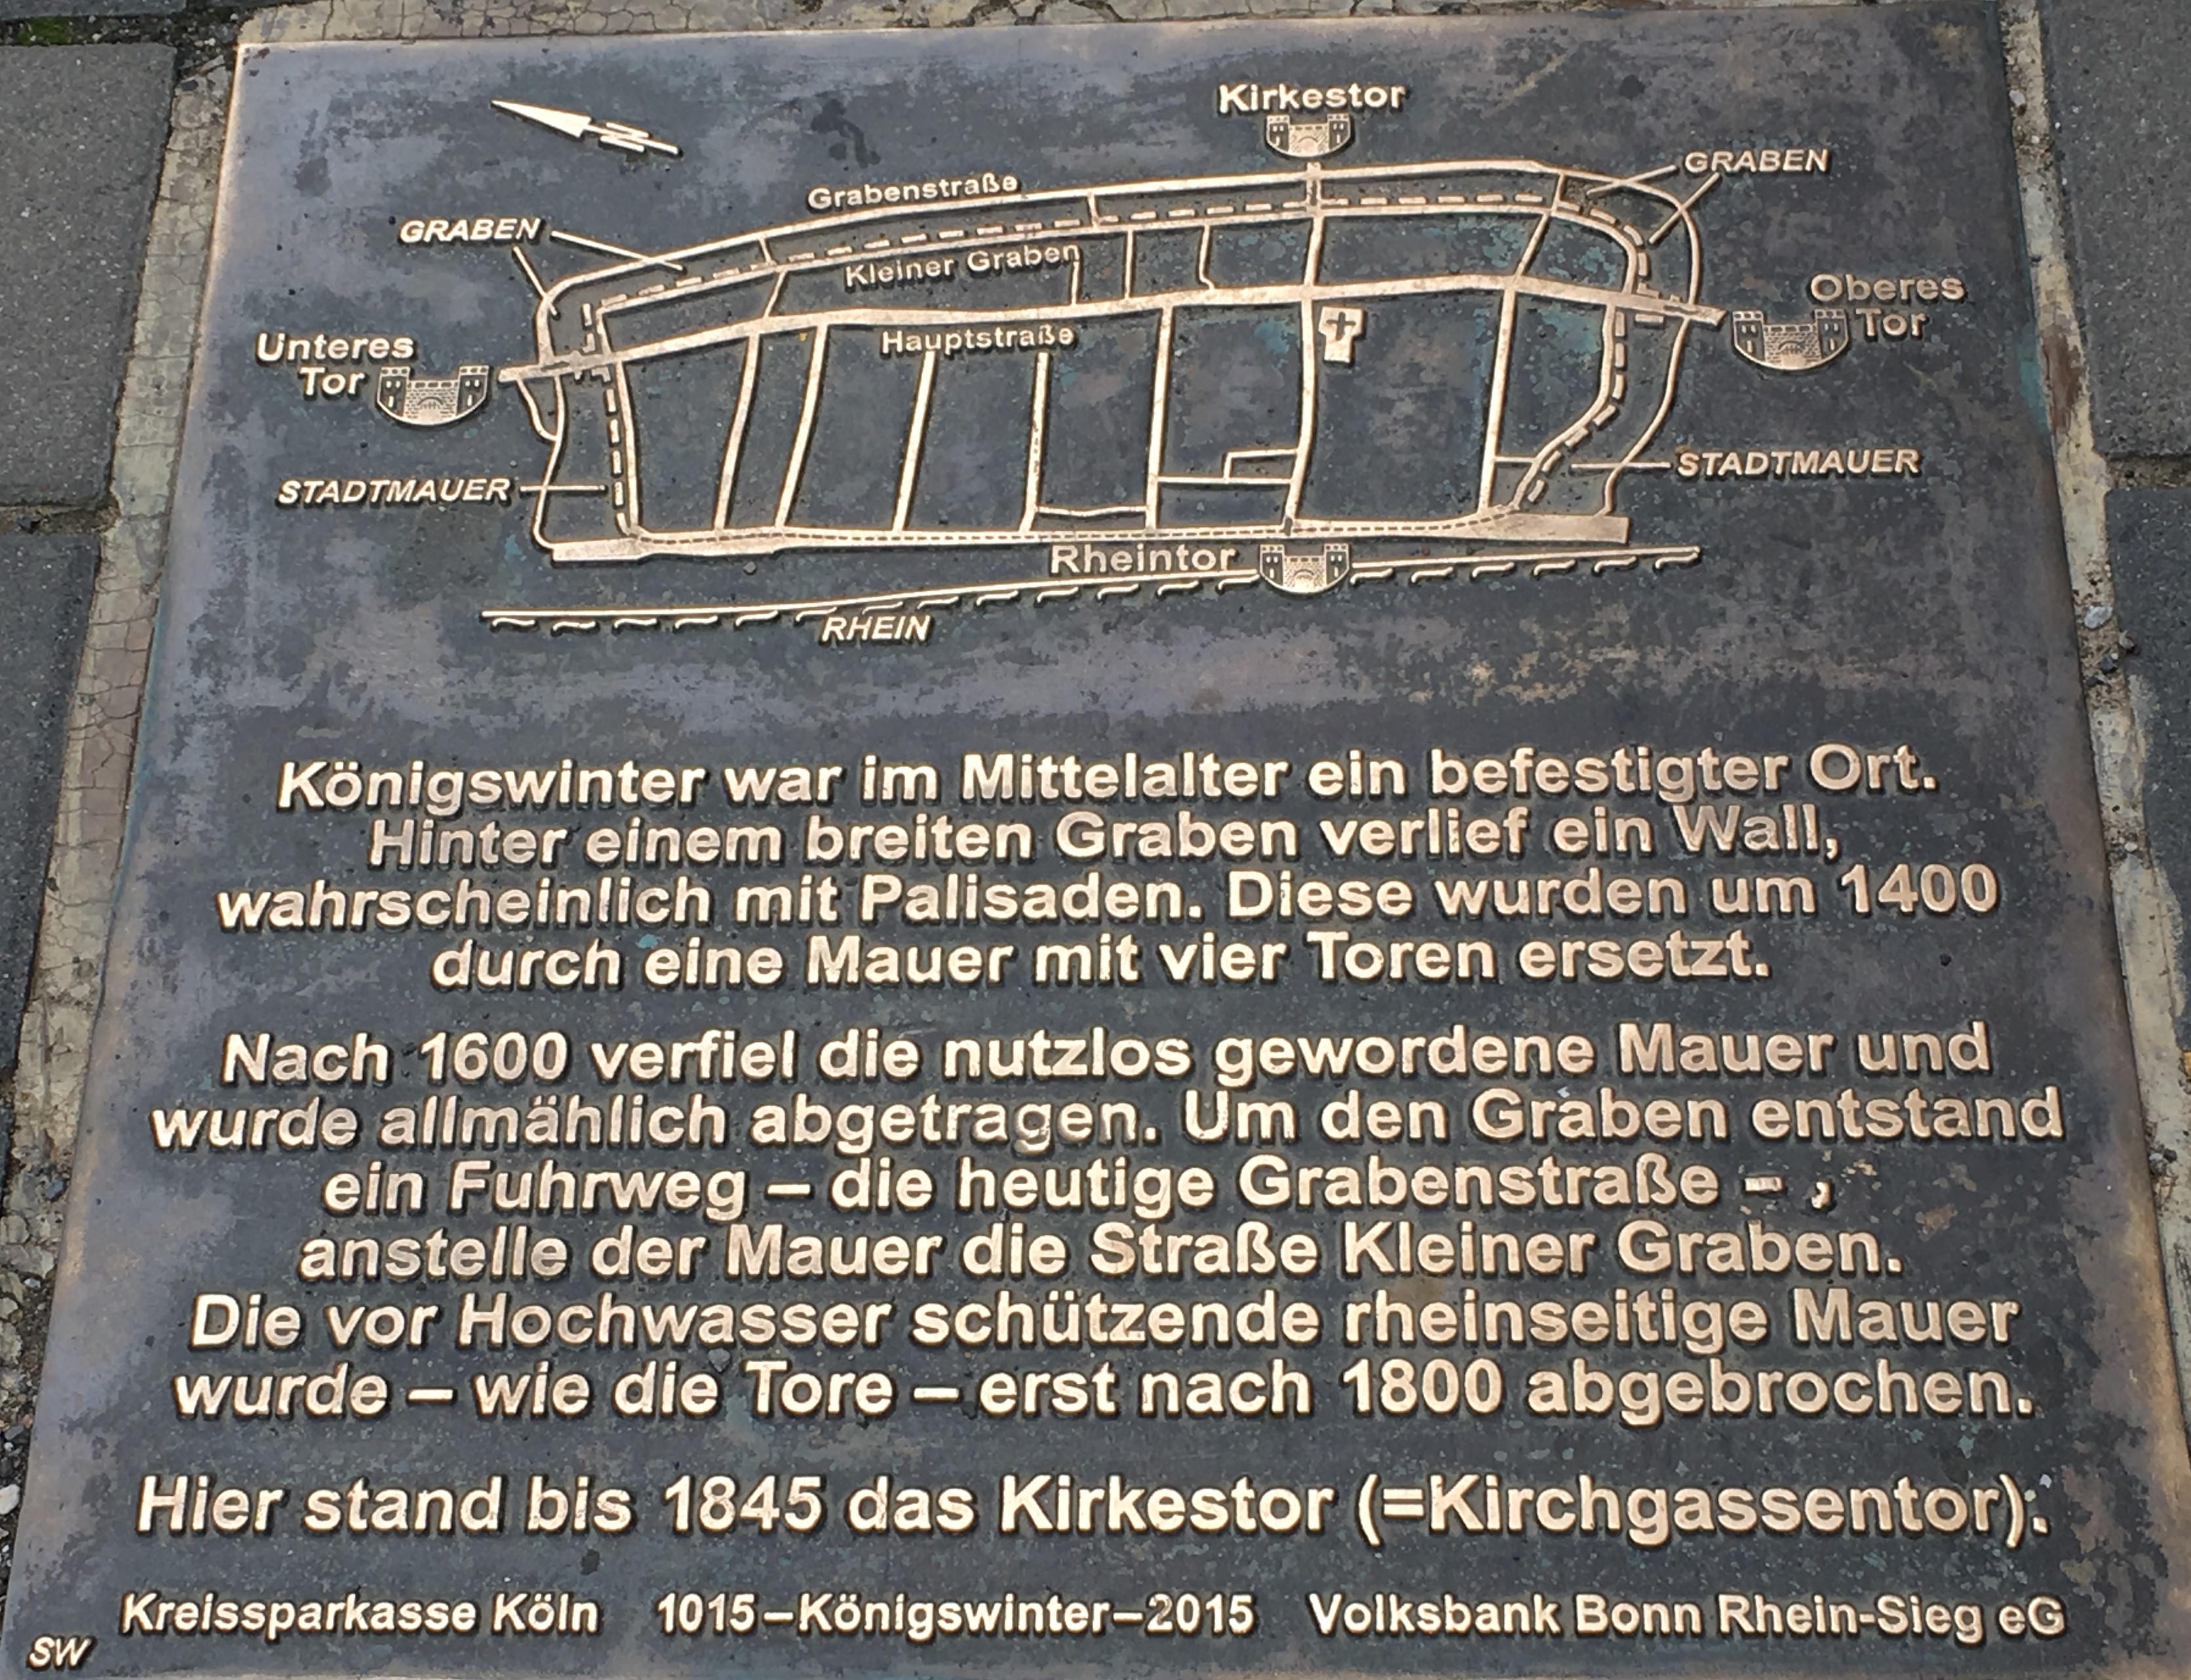 Kirkestor
GRABEN
Grabenstraße
GRABEN
Kleiner Graben
Oberes
Tor
Unteres
Tor
Hauptstraße
STADTMAUER
STADTMAUER
Rheintor
RHEIN
Königswinter war im Mittelalter ein befestigter Ort.
Hinter einem breiten Graben verlief ein Wall,
wahrscheinlich mit Palisaden. Diese wurden um 1400
durch eine Mauer mit vier Toren ersetzt.
Nach 1600 verfiel die nutzlos gewordene Mauer und
wurde allmählich abgetragen. Um den Graben entstand
ein Fuhrweg – die heutige Grabenstraße – ,
anstelle der Mauer die Straße Kleiner Graben.
Die vor Hochwasser schützende rheinseitige Mauer
wurde – wie die Tore – erst nach 1800 abgebrochen.
Hier stand bis 1845 das Kirkestor (=Kirchgassentor).
Kreissparkasse Köln 1015–Königswinter–2015 Volksbank Bonn Rhein-Sieg eG
SW